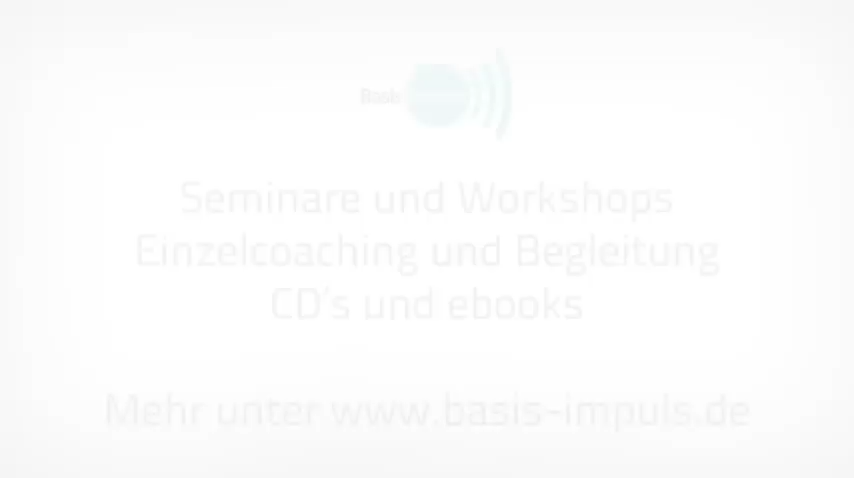 Basis
Seminare und Workshops
Einzelcoaching und Begleitung
CD's und ebooks
Mehr unter www.basis-impuls.de